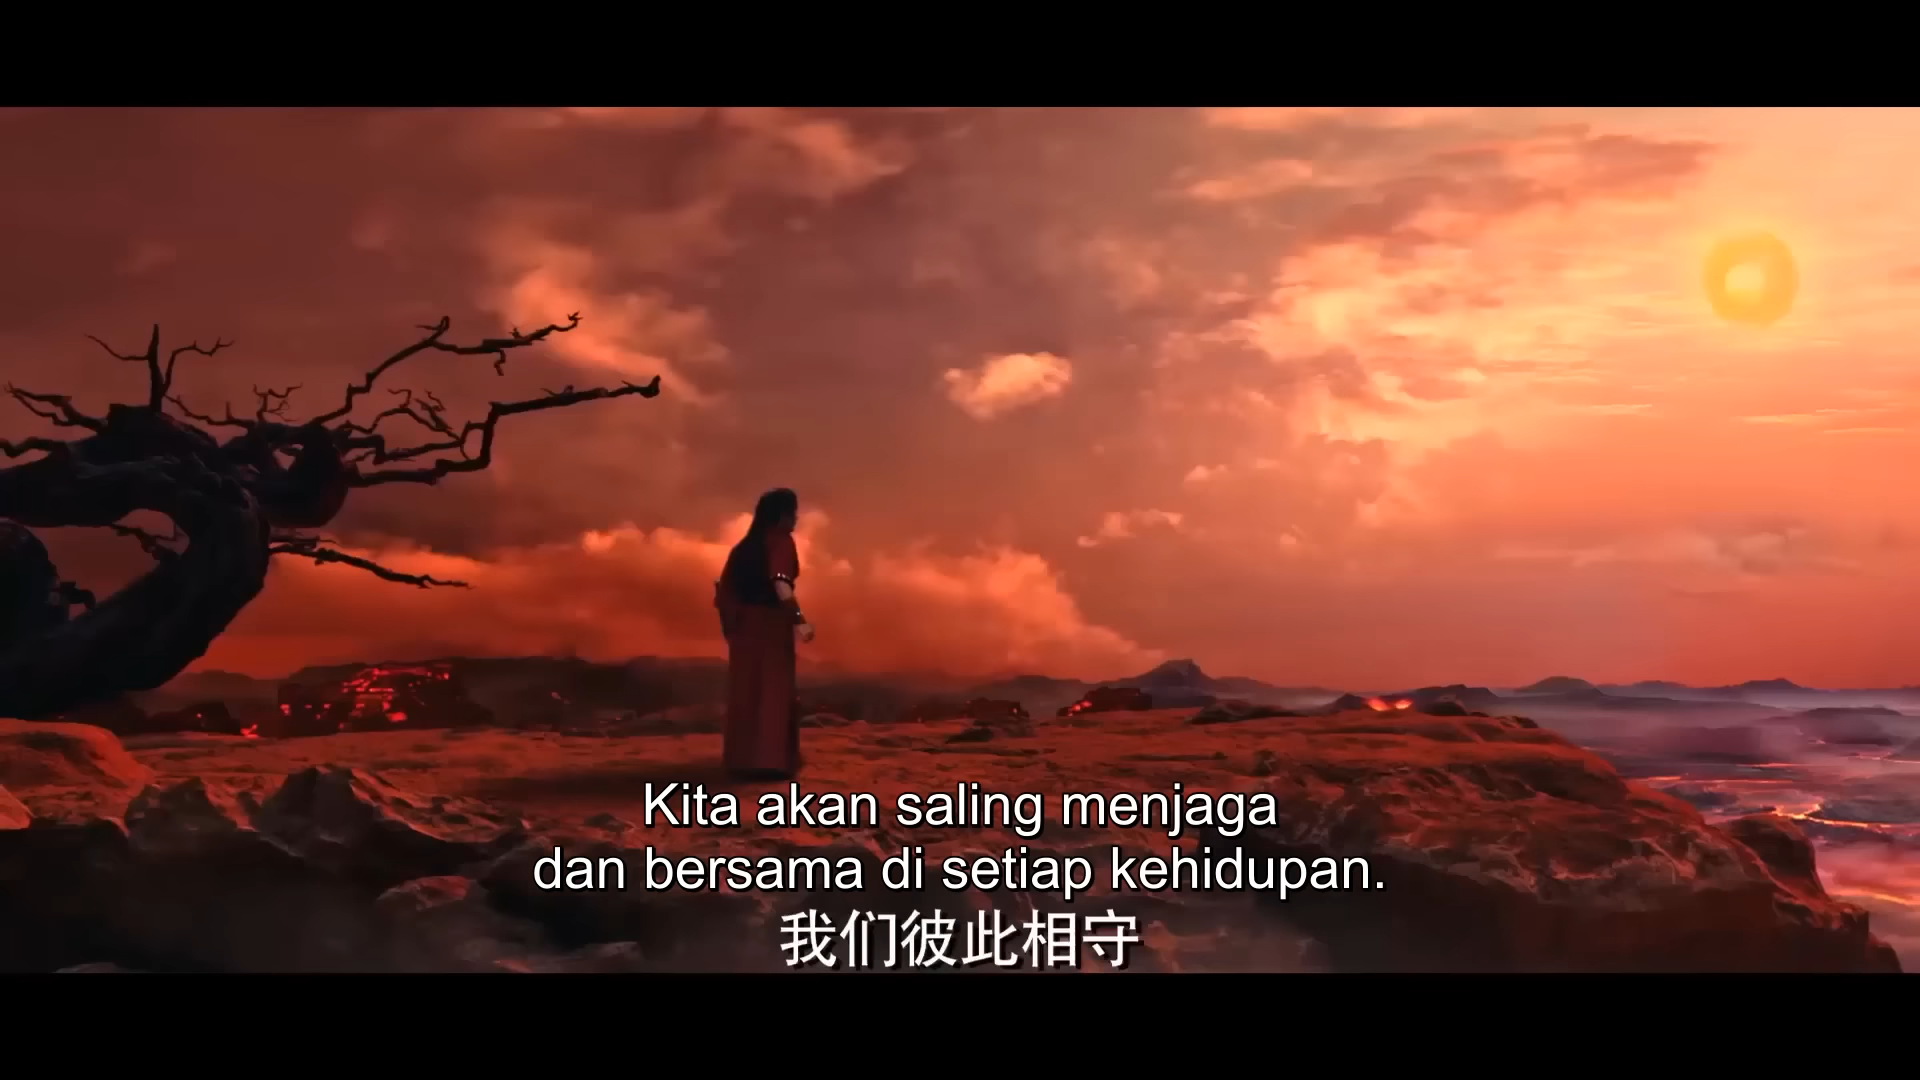 Kita akan saling menjaga
dan bersama di setiap kehidupan.
我们彼此相守